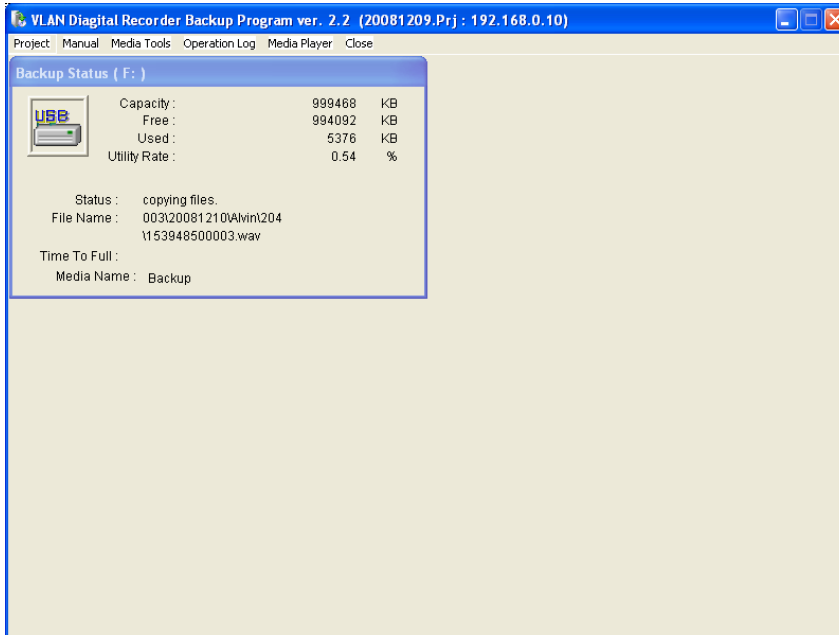 VLAN Diagital Recorder Backup Program ver. 2.2 (20081209.Prj : 192.168.0.10)
Project Manual Media Tools Operation Log Media Player Close
Backup Status ( F: )
USB
Capacity : 999468 KB
Free : 994092 KB
Used : 5376 KB
Utility Rate : 0.54 %
Status : copying files.
File Name : 003\20081210\Alvin\204
\153948500003.wav
Time To Full :
Media Name : Backup